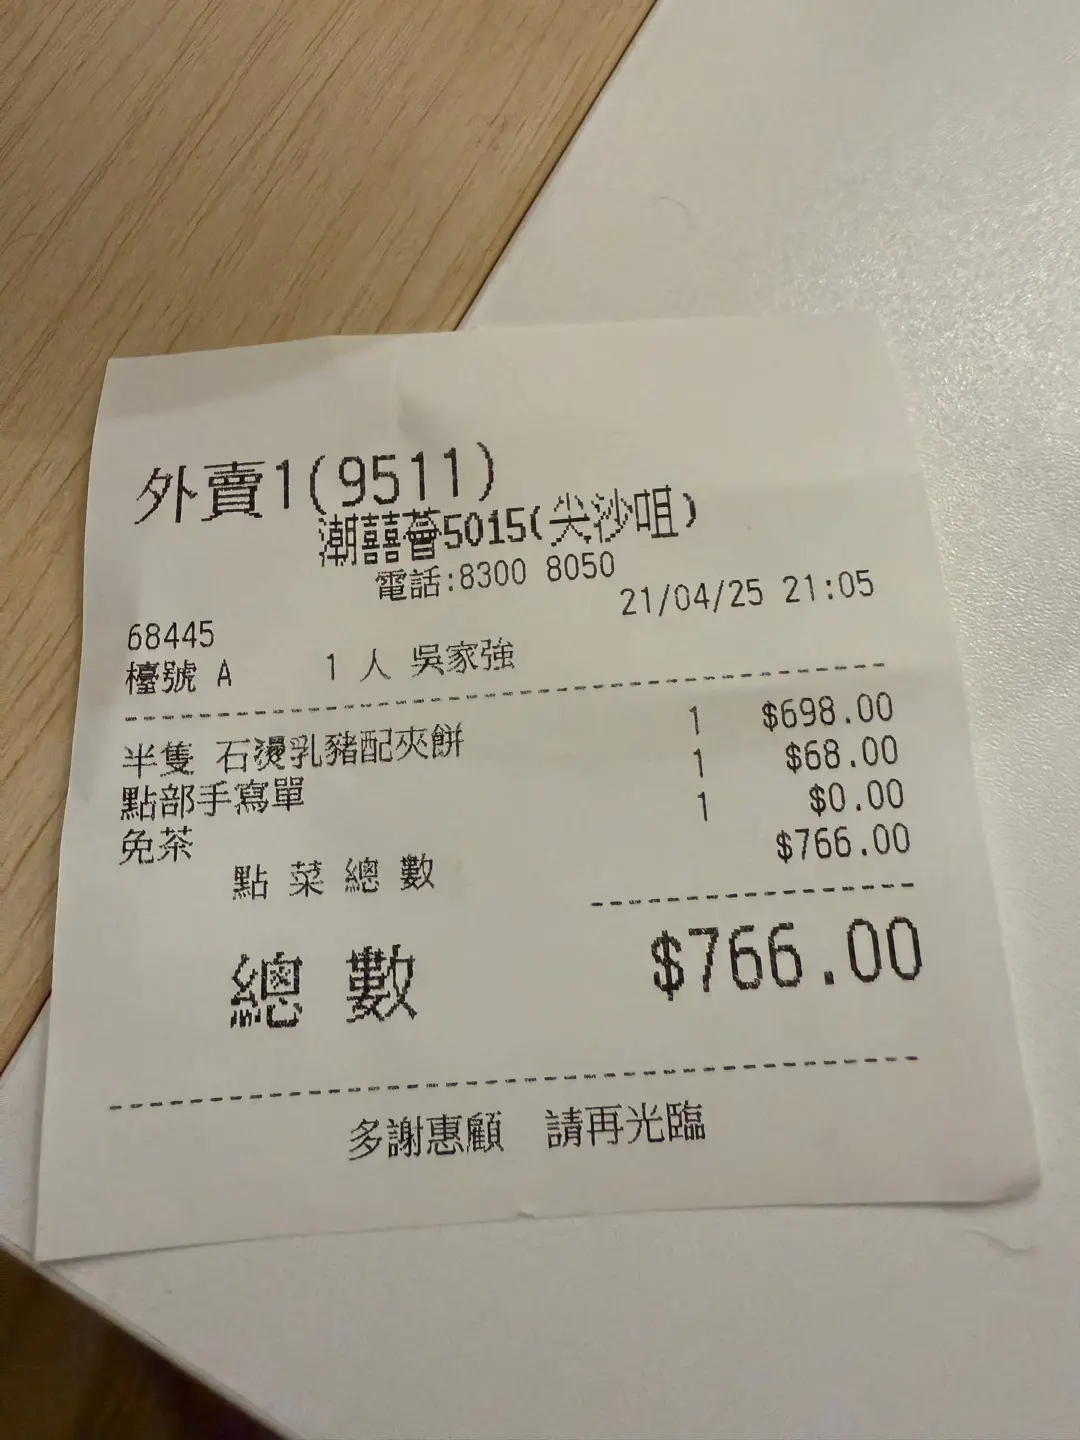 外賣1(9511)
潮囍薈5015(尖沙咀)
電話:8300 8050
21/04/25 21:05
68445
檯號 A 1 人 吳家強
半隻 石燙乳豬配夾餅 1 $698.00
點部手寫單 1 $68.00
免茶 1 $0.00
點 菜 總 數 $766.00
總 數 $766.00
多謝惠顧 請再光臨